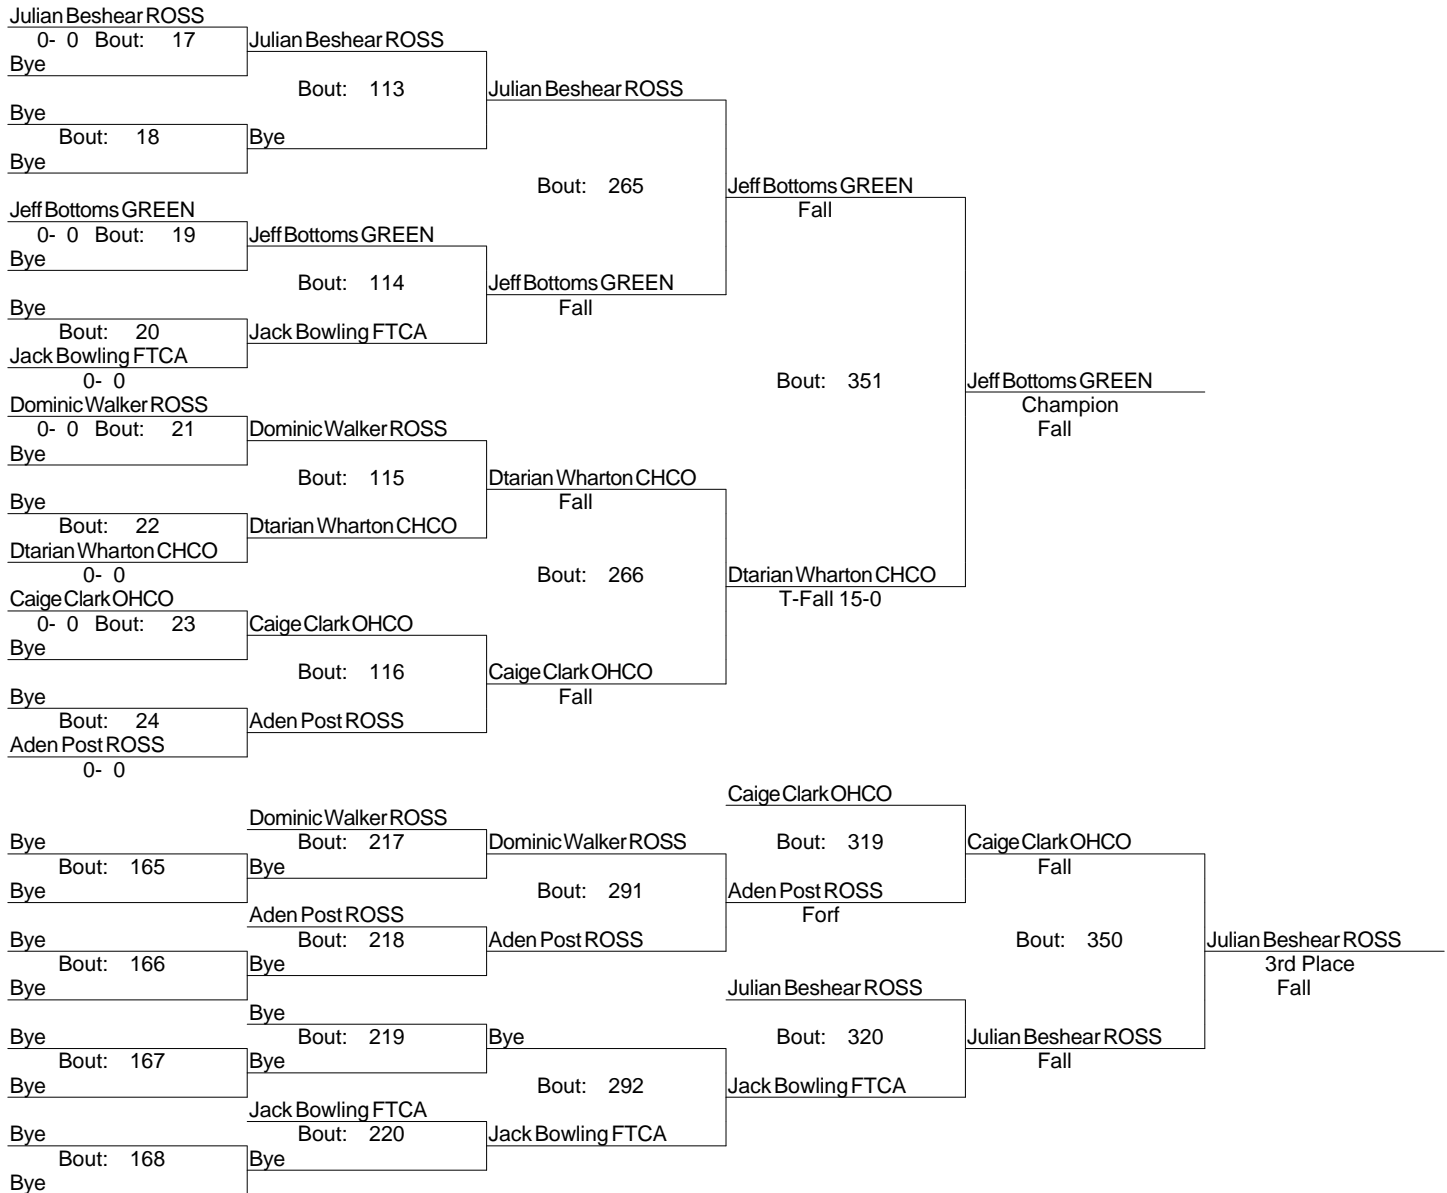 Julian Beshear ROSS
0- 0 Bout: 17 Julian Beshear ROSS
Bye
Bout: 113 Julian Beshear ROSS
Bye
Bout: 18 Bye
Bye
Bout: 265 Jeff Bottoms GREEN
Jeff Bottoms GREEN Fall
0- 0 Bout: 19 Jeff Bottoms GREEN
Bye
Bout: 114 Jeff Bottoms GREEN
Bye Fall
Bout: 20 Jack Bowling FTCA
Jack Bowling FTCA
0- 0 Bout: 351 Jeff Bottoms GREEN
Dominic Walker ROSS Champion
0- 0 Bout: 21 Dominic Walker ROSS Fall
Bye
Bout: 115 Dtarian Wharton CHCO
Bye Fall
Bout: 22 Dtarian Wharton CHCO
Dtarian Wharton CHCO
0- 0 Bout: 266 Dtarian Wharton CHCO
Caige Clark OHCO T-Fall 15-0
0- 0 Bout: 23 Caige Clark OHCO
Bye
Bout: 116 Caige Clark OHCO
Bye Fall
Bout: 24 Aden Post ROSS
Aden Post ROSS
0- 0
Caige Clark OHCO
Dominic Walker ROSS
Bye Bout: 217 Dominic Walker ROSS Bout: 319 Caige Clark OHCO
Bout: 165 Bye Fall
Bye Bout: 291 Aden Post ROSS
Aden Post ROSS Forf
Bye Bout: 218 Aden Post ROSS Bout: 350 Julian Beshear ROSS
Bout: 166 Bye 3rd Place
Bye Julian Beshear ROSS Fall
Bye
Bye Bout: 219 Bye Bout: 320 Julian Beshear ROSS
Bout: 167 Bye Fall
Bye Bout: 292 Jack Bowling FTCA
Jack Bowling FTCA
Bye Bout: 220 Jack Bowling FTCA
Bout: 168 Bye
Bye